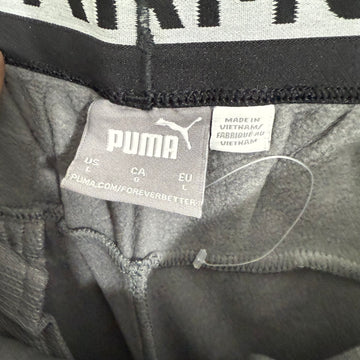 PUMA
US CA EU
L G L
PUMA.COM/FOREVERBETTER
MADE IN
VIETNAM/
FABRIQUÉ AU
VIETNAM